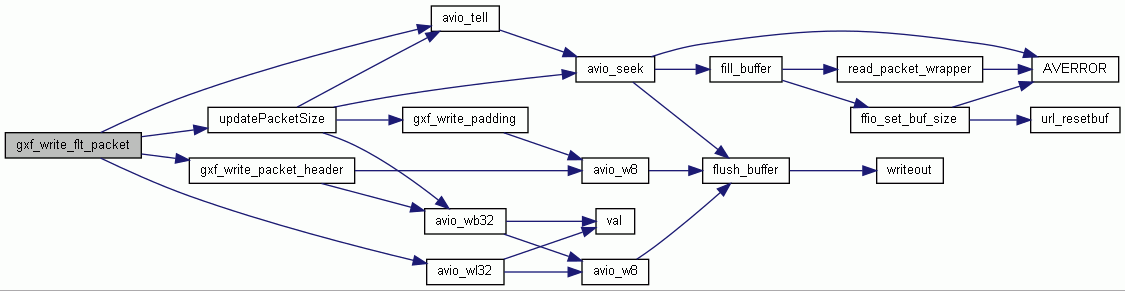 avio_tell
avio_seek
fill_buffer
read_packet_wrapper
AVERROR
updatePacketSize
gxf_write_padding
ffio_set_buf_size
url_resetbuf
gxf_write_flt_packet
gxf_write_packet_header
avio_w8
flush_buffer
writeout
avio_wb32
val
avio_wl32
avio_w8